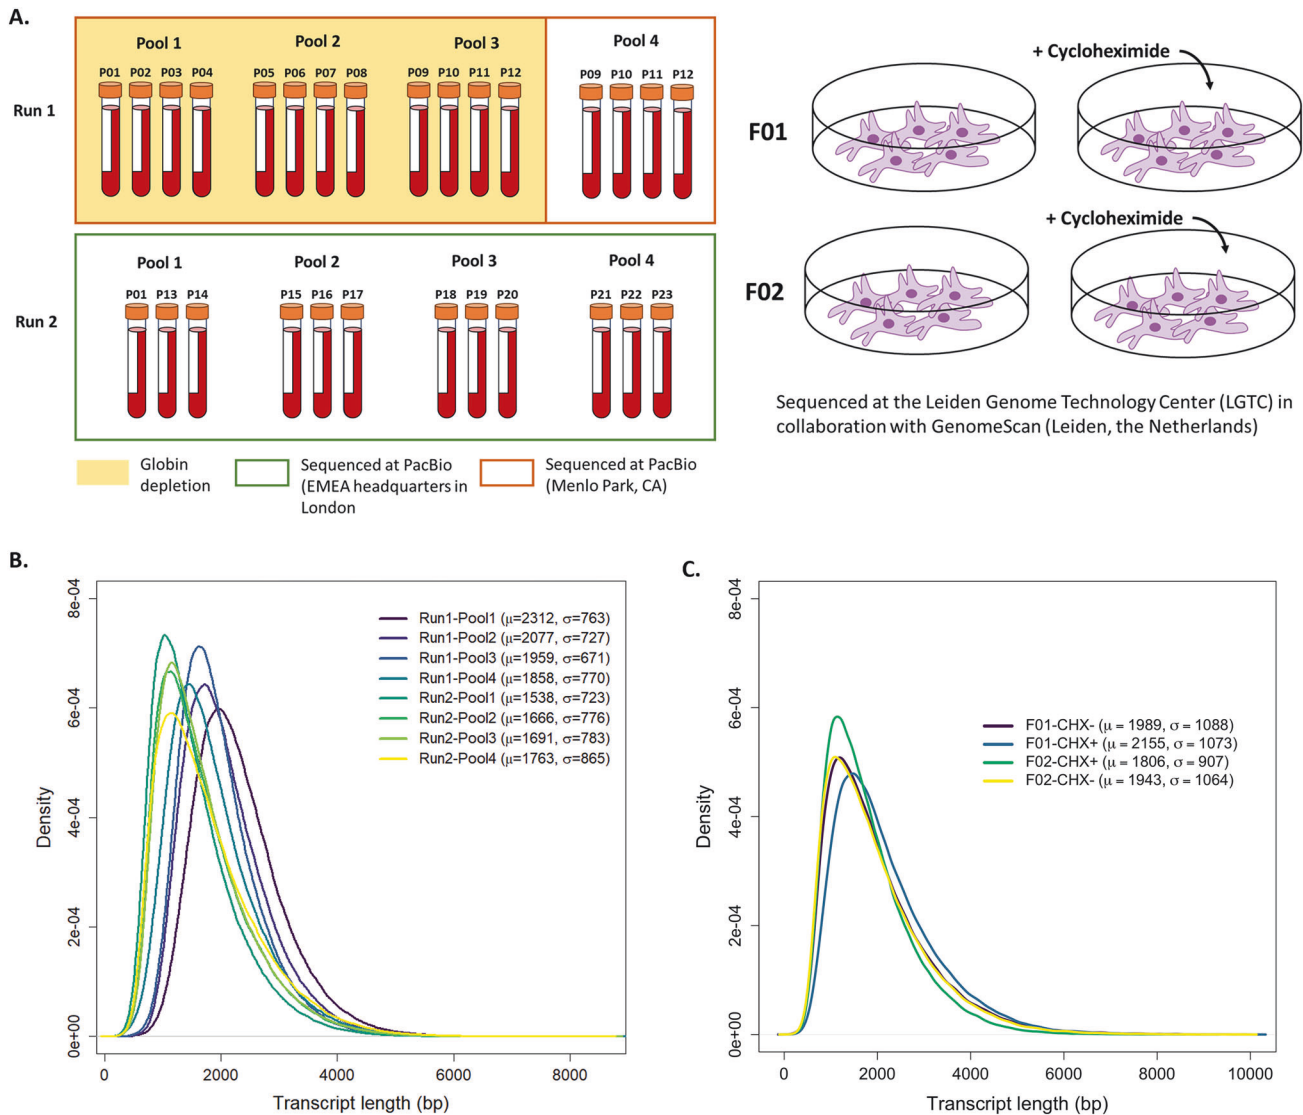 A.
Pool 1
Pool 2
Pool 3
Pool 4
P01 P02 P03 P04
P05 P06 P07 P08
P09 P10 P11 P12
P09 P10 P11 P12
Run 1
Pool 1
Pool 2
Pool 3
Pool 4
P01 P13 P14
P15 P16 P17
P18 P19 P20
P21 P22 P23
Run 2
Globin
depletion
Sequenced at PacBio
(EMEA headquarters in
London
Sequenced at PacBio
(Menlo Park, CA)
+ Cycloheximide
F01
+ Cycloheximide
F02
Sequenced at the Leiden Genome Technology Center (LGTC) in
collaboration with GenomeScan (Leiden, the Netherlands)
B.
8e-04
6e-04
4e-04
2e-04
0e+00
Density
Run1-Pool1 (μ=2312, σ=763)
Run1-Pool2 (μ=2077, σ=727)
Run1-Pool3 (μ=1959, σ=671)
Run1-Pool4 (μ=1858, σ=770)
Run2-Pool1 (μ=1538, σ=723)
Run2-Pool2 (μ=1666, σ=776)
Run2-Pool3 (μ=1691, σ=783)
Run2-Pool4 (μ=1763, σ=865)
0 2000 4000 6000 8000
Transcript length (bp)
C.
8e-04
6e-04
4e-04
2e-04
0e+00
Density
F01-CHX- (μ = 1989, σ = 1088)
F01-CHX+ (μ = 2155, σ = 1073)
F02-CHX+ (μ = 1806, σ = 907)
F02-CHX- (μ = 1943, σ = 1064)
0 2000 4000 6000 8000 10000
Transcript length (bp)